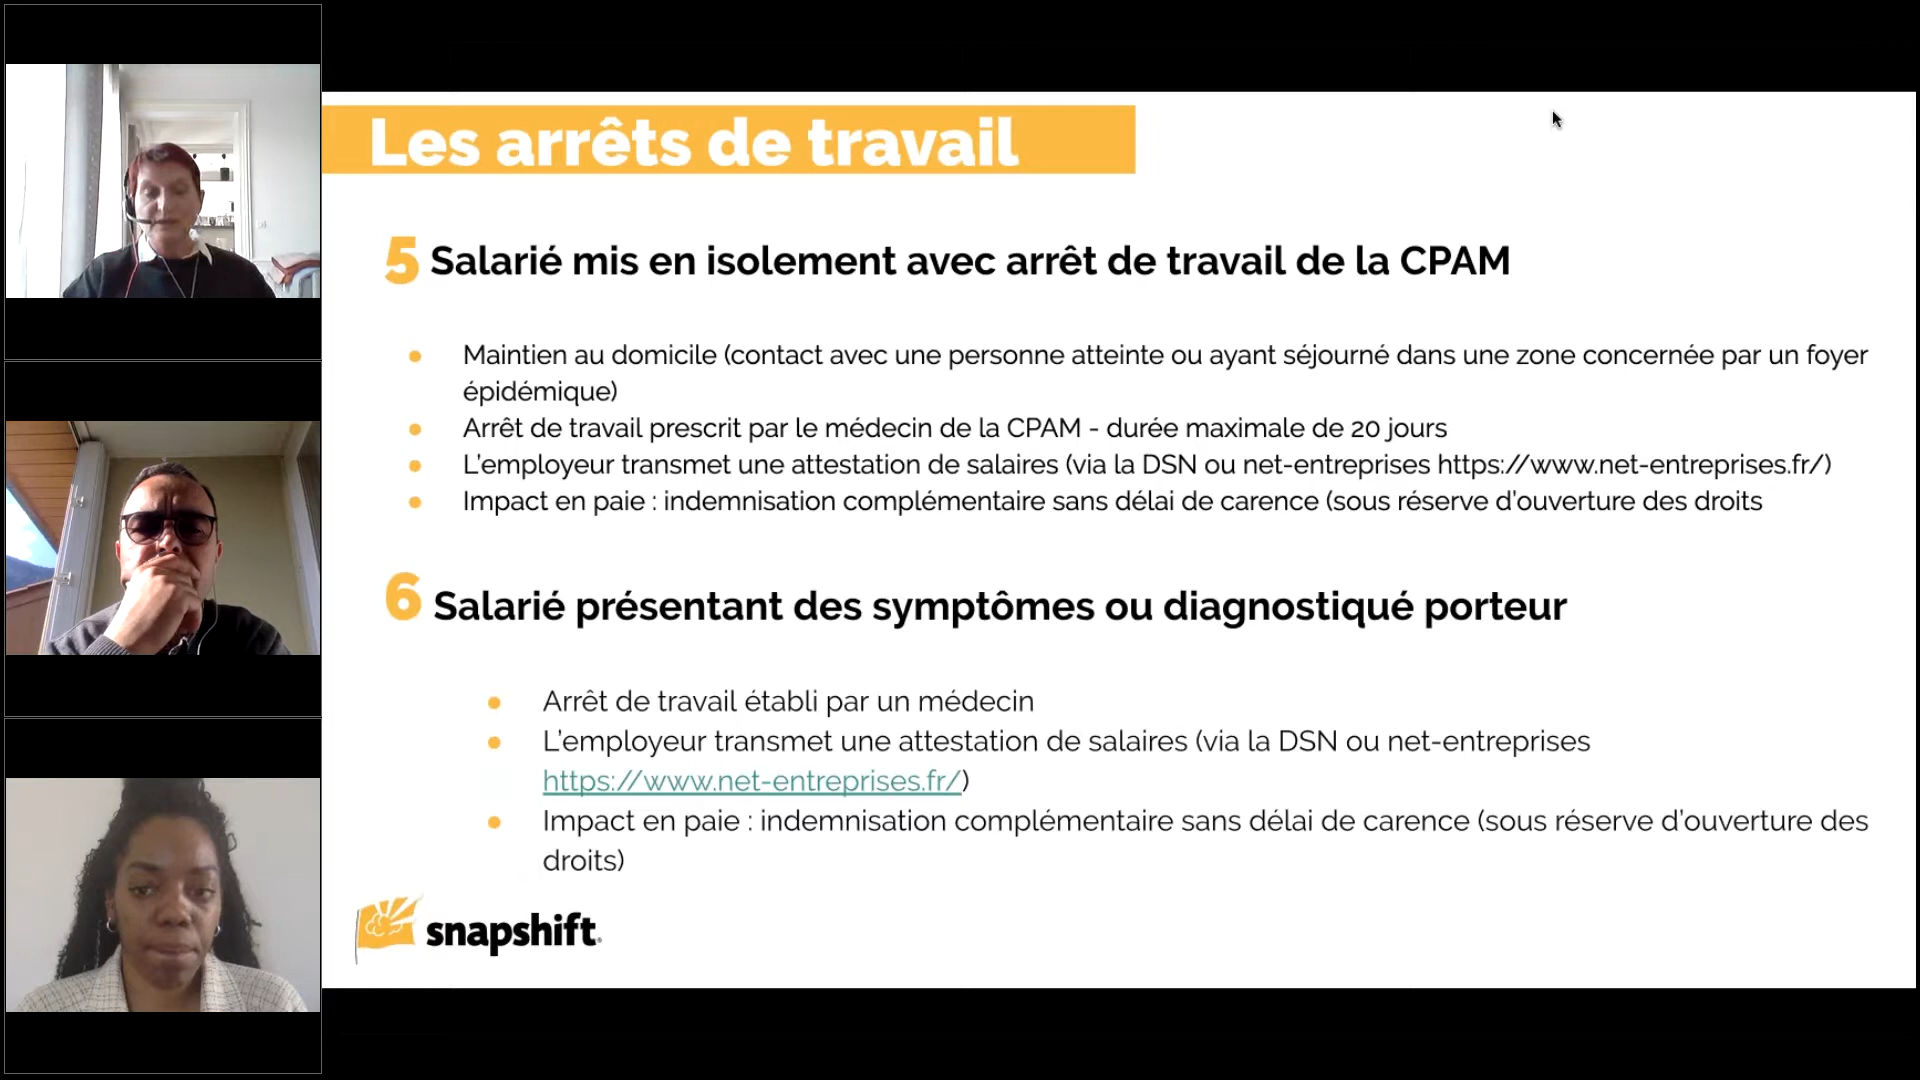 Les arrêts de travail
5 Salarié mis en isolement avec arrêt de travail de la CPAM
● Maintien au domicile (contact avec une personne atteinte ou ayant séjourné dans une zone concernée par un foyer
épidémique)
● Arrêt de travail prescrit par le médecin de la CPAM - durée maximale de 20 jours
● L'employeur transmet une attestation de salaires (via la DSN ou net-entreprises https://www.net-entreprises.fr/)
● Impact en paie : indemnisation complémentaire sans délai de carence (sous réserve d'ouverture des droits
6 Salarié présentant des symptômes ou diagnostiqué porteur
● Arrêt de travail établi par un médecin
● L'employeur transmet une attestation de salaires (via la DSN ou net-entreprises
https://www.net-entreprises.fr/)
● Impact en paie : indemnisation complémentaire sans délai de carence (sous réserve d'ouverture des
droits)
snapshift